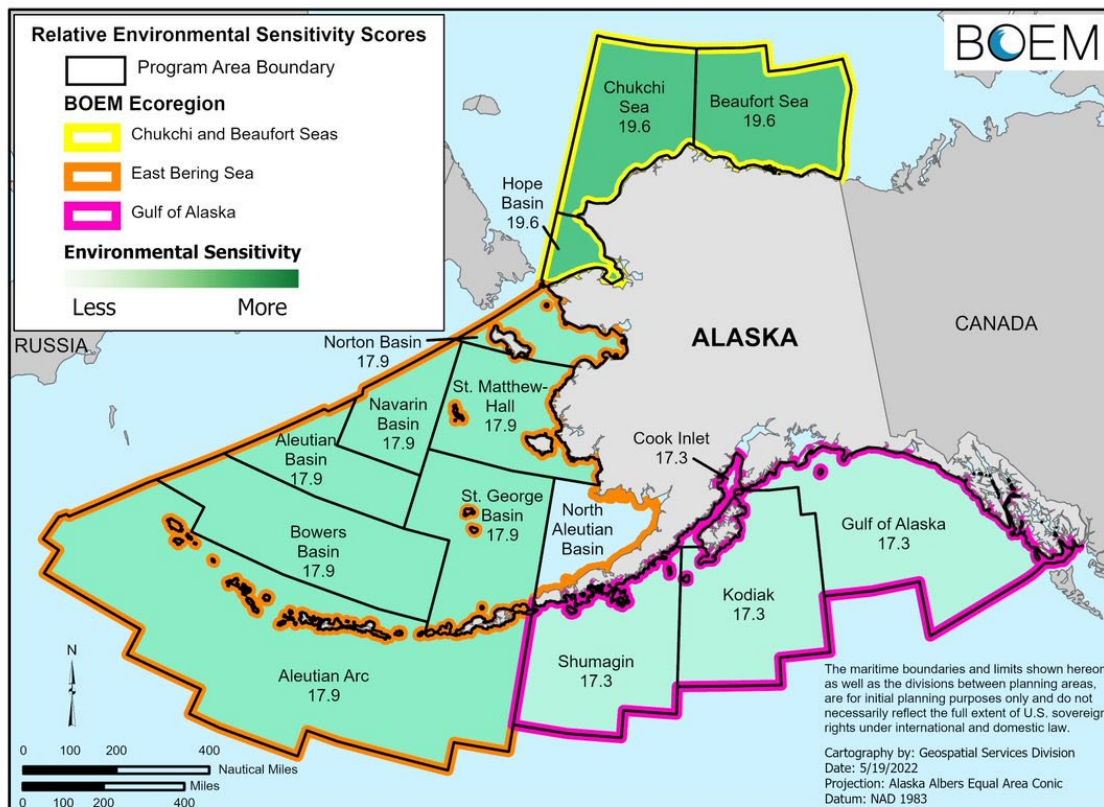 Relative Environmental Sensitivity Scores
Program Area Boundary
BOEM Ecoregion
Chukchi and Beaufort Seas
East Bering Sea
Gulf of Alaska
Environmental Sensitivity
Less More
BOEM
Chukchi
Sea
19.6
Beaufort Sea
19.6
Hope
Basin
19.6
RUSSIA
ALASKA
CANADA
Norton Basin
17.9
St. Matthew-
Hall
17.9
Navarin
Basin
17.9
Aleutian
Basin
17.9
Cook Inlet
17.3
St. George
Basin
17.9
North
Aleutian
Basin
Bowers
Basin
17.9
Gulf of Alaska
17.3
Kodiak
17.3
Shumagin
17.3
Aleutian Arc
17.9
N
0 100 200 400
Nautical Miles
Miles
0 100 200 400
The maritime boundaries and limits shown hereon
as well as the divisions between planning areas,
are for initial planning purposes only and do not
necessarily reflect the full extent of U.S. sovereign
rights under international and domestic law.
Cartography by: Geospatial Services Division
Date: 5/19/2022
Projection: Alaska Albers Equal Area Conic
Datum: NAD 1983